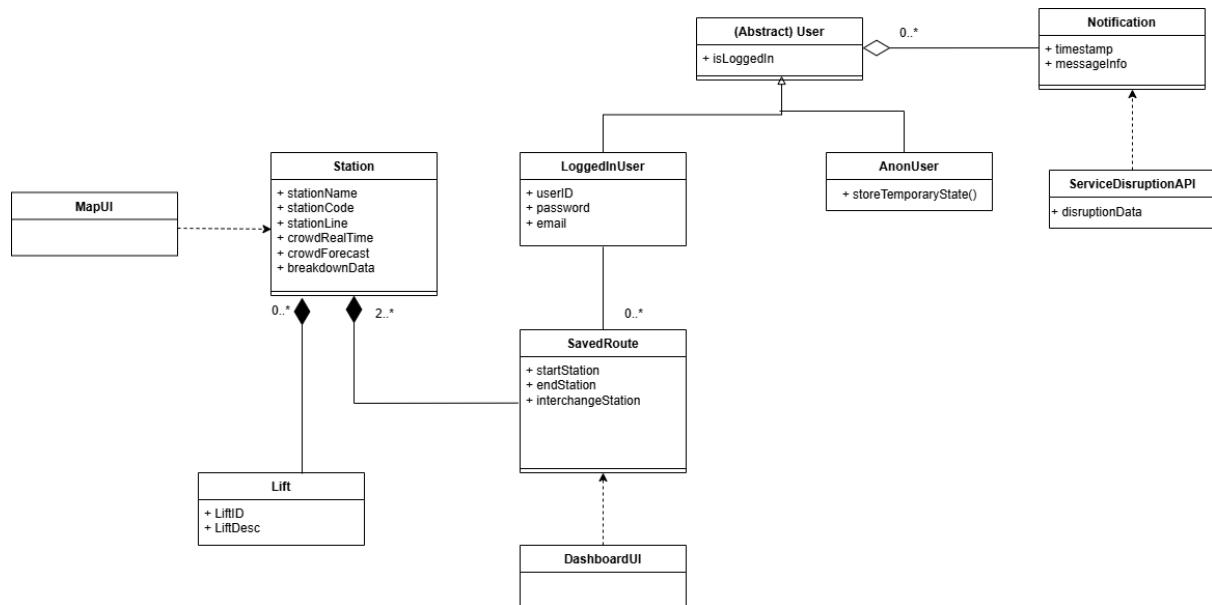 (Abstract) User
+ isLoggedIn
0..*
Notification
+ timestamp
+ messageInfo
Station
+ stationName
+ stationCode
+ stationLine
+ crowdRealTime
+ crowdForecast
+ breakdownData
LoggedInUser
+ userID
+ password
+ email
AnonUser
+ storeTemporaryState()
ServiceDisruptionAPI
+ disruptionData
MapUI
0..*
2..*
0..*
SavedRoute
+ startStation
+ endStation
+ interchangeStation
Lift
+ LiftID
+ LiftDesc
DashboardUI